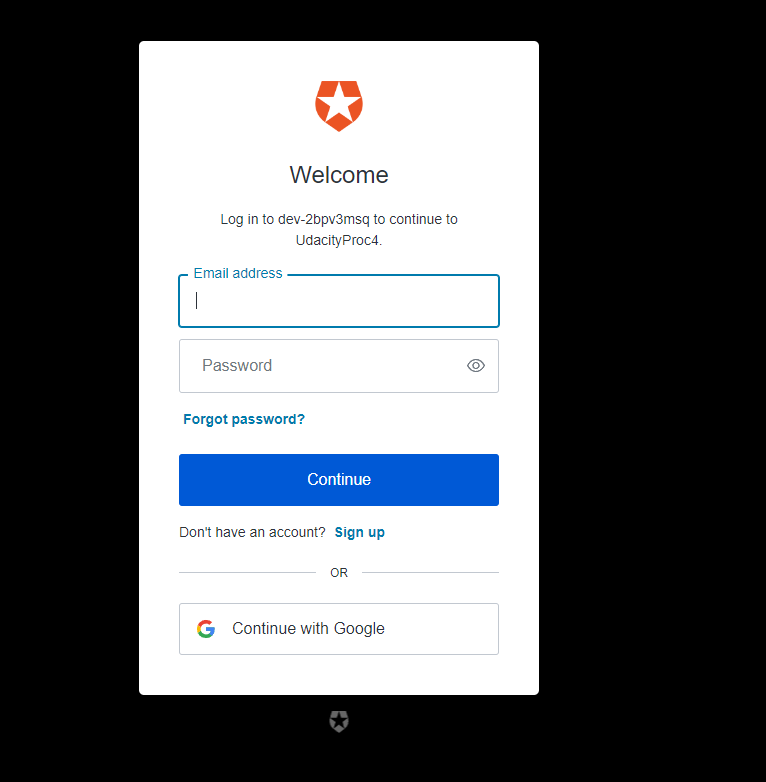 Welcome
Log in to dev-2bpv3msq to continue to
UdacityProc4.
Email address
Password
Forgot password?
Continue
Don't have an account? Sign up
OR
Continue with Google